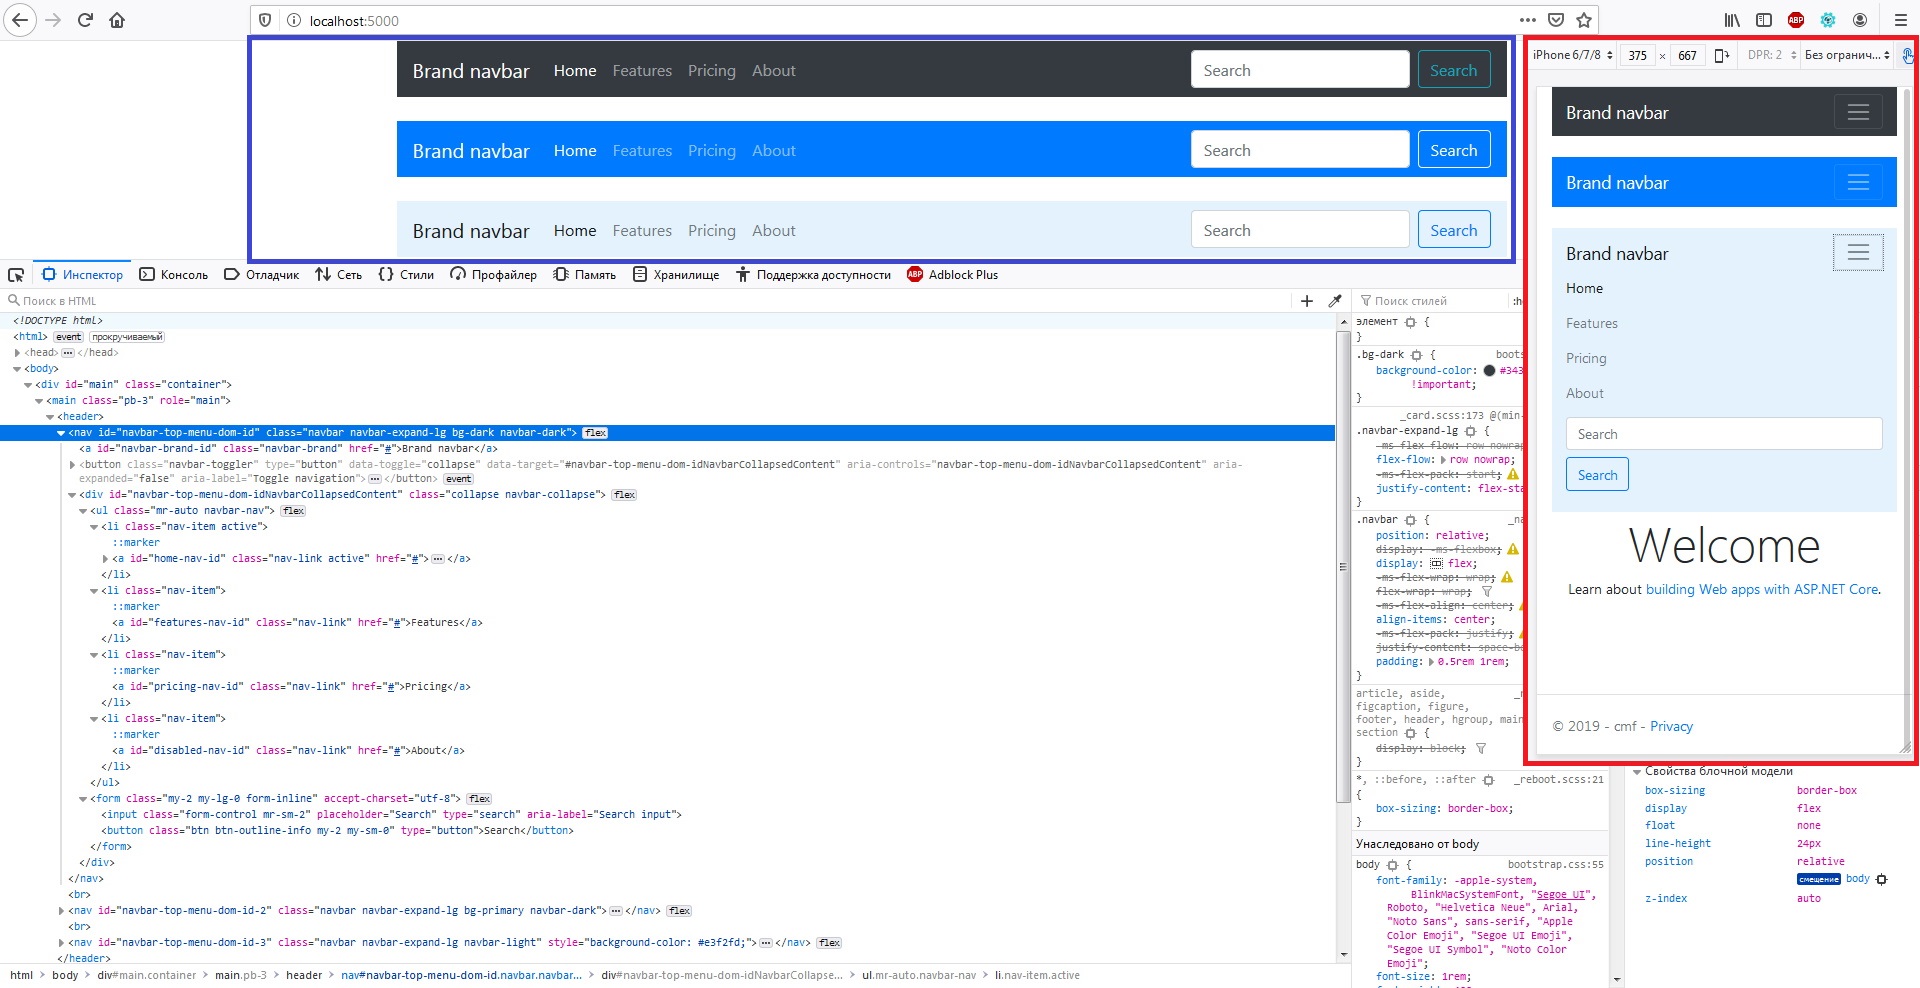 localhost:5000
Brand navbar Home Features Pricing About Search Search
Brand navbar Home Features Pricing About Search Search
Brand navbar Home Features Pricing About Search Search
iPhone 6/7/8 375 × 667 DPR: 2 Без огранич...
Brand navbar
Brand navbar
Brand navbar
Home
Features
Pricing
About
Search
Search
Welcome
Learn about building Web apps with ASP.NET Core.
© 2019 - cmf - Privacy
Инспектор Консоль Отладчик Сеть Стили Профайлер Память Хранилище Поддержка доступности ABP Adblock Plus
Поиск в HTML
<!DOCTYPE html>
<html> event прокручиваемый
<head> ••• </head>
<body>
<div id="main" class="container">
<main class="pb-3" role="main">
<header>
<nav id="navbar-top-menu-dom-id" class="navbar navbar-expand-lg bg-dark navbar-dark"> flex
<a id="navbar-brand-id" class="navbar-brand" href="#">Brand navbar</a>
<button class="navbar-toggler" type="button" data-toggle="collapse" data-target="#navbar-top-menu-dom-idNavbarCollapsedContent" aria-controls="navbar-top-menu-dom-idNavbarCollapsedContent" aria-
expanded="false" aria-label="Toggle navigation"> ••• </button> event
<div id="navbar-top-menu-dom-idNavbarCollapsedContent" class="collapse navbar-collapse"> flex
<ul class="mr-auto navbar-nav"> flex
<li class="nav-item active">
::marker
<a id="home-nav-id" class="nav-link active" href="#"> ••• </a>
</li>
<li class="nav-item">
::marker
<a id="features-nav-id" class="nav-link" href="#">Features</a>
</li>
<li class="nav-item">
::marker
<a id="pricing-nav-id" class="nav-link" href="#">Pricing</a>
</li>
<li class="nav-item">
::marker
<a id="disabled-nav-id" class="nav-link" href="#">About</a>
</li>
</ul>
<form class="my-2 my-lg-0 form-inline" accept-charset="utf-8"> flex
<input class="form-control mr-sm-2" placeholder="Search" type="search" aria-label="Search input">
<button class="btn btn-outline-info my-2 my-sm-0" type="button">Search</button>
</form>
</div>
</nav>
<br>
<nav id="navbar-top-menu-dom-id-2" class="navbar navbar-expand-lg bg-primary navbar-dark"> ••• </nav> flex
<br>
<nav id="navbar-top-menu-dom-id-3" class="navbar navbar-expand-lg navbar-light" style="background-color: #e3f2fd;"> ••• </nav> flex
</header>
html > body > div#main.container > main.pb-3 > header > nav#navbar-top-menu-dom-id.navbar.navbar... > div#navbar-top-menu-dom-idNavbarCollapse... > ul.mr-auto.navbar-nav > li.nav-item.active
Поиск стилей
элемент {
}
.bg-dark {
background-color: #343
!important;
}
_card.scss:173 @(min-
.navbar-expand-lg {
-ms-flex-flow: row nowrap
flex-flow: row nowrap;
-ms-flex-pack: start;
justify-content: flex-sta
}
.navbar {
position: relative;
display: -ms-flexbox;
display: flex;
-ms-flex-wrap: wrap;
flex-wrap: wrap;
-ms-flex-align: center;
align-items: center;
-ms-flex-pack: justify;
justify-content: space-b
padding: 0.5rem 1rem;
}
article, aside,
figcaption, figure,
footer, header, hgroup, main
section {
display: block;
}
*, ::before, ::after _reboot.scss:21
{
box-sizing: border-box;
}
Унаследовано от body
body { bootstrap.css:55
font-family: -apple-system,
BlinkMacSystemFont, "Segoe UI",
Roboto, "Helvetica Neue", Arial,
"Noto Sans", sans-serif, "Apple
Color Emoji", "Segoe UI Emoji",
"Segoe UI Symbol", "Noto Color
Emoji";
font-size: 1rem;
Свойства блочной модели
box-sizing border-box
display flex
float none
line-height 24px
position relative
смещение body
z-index auto